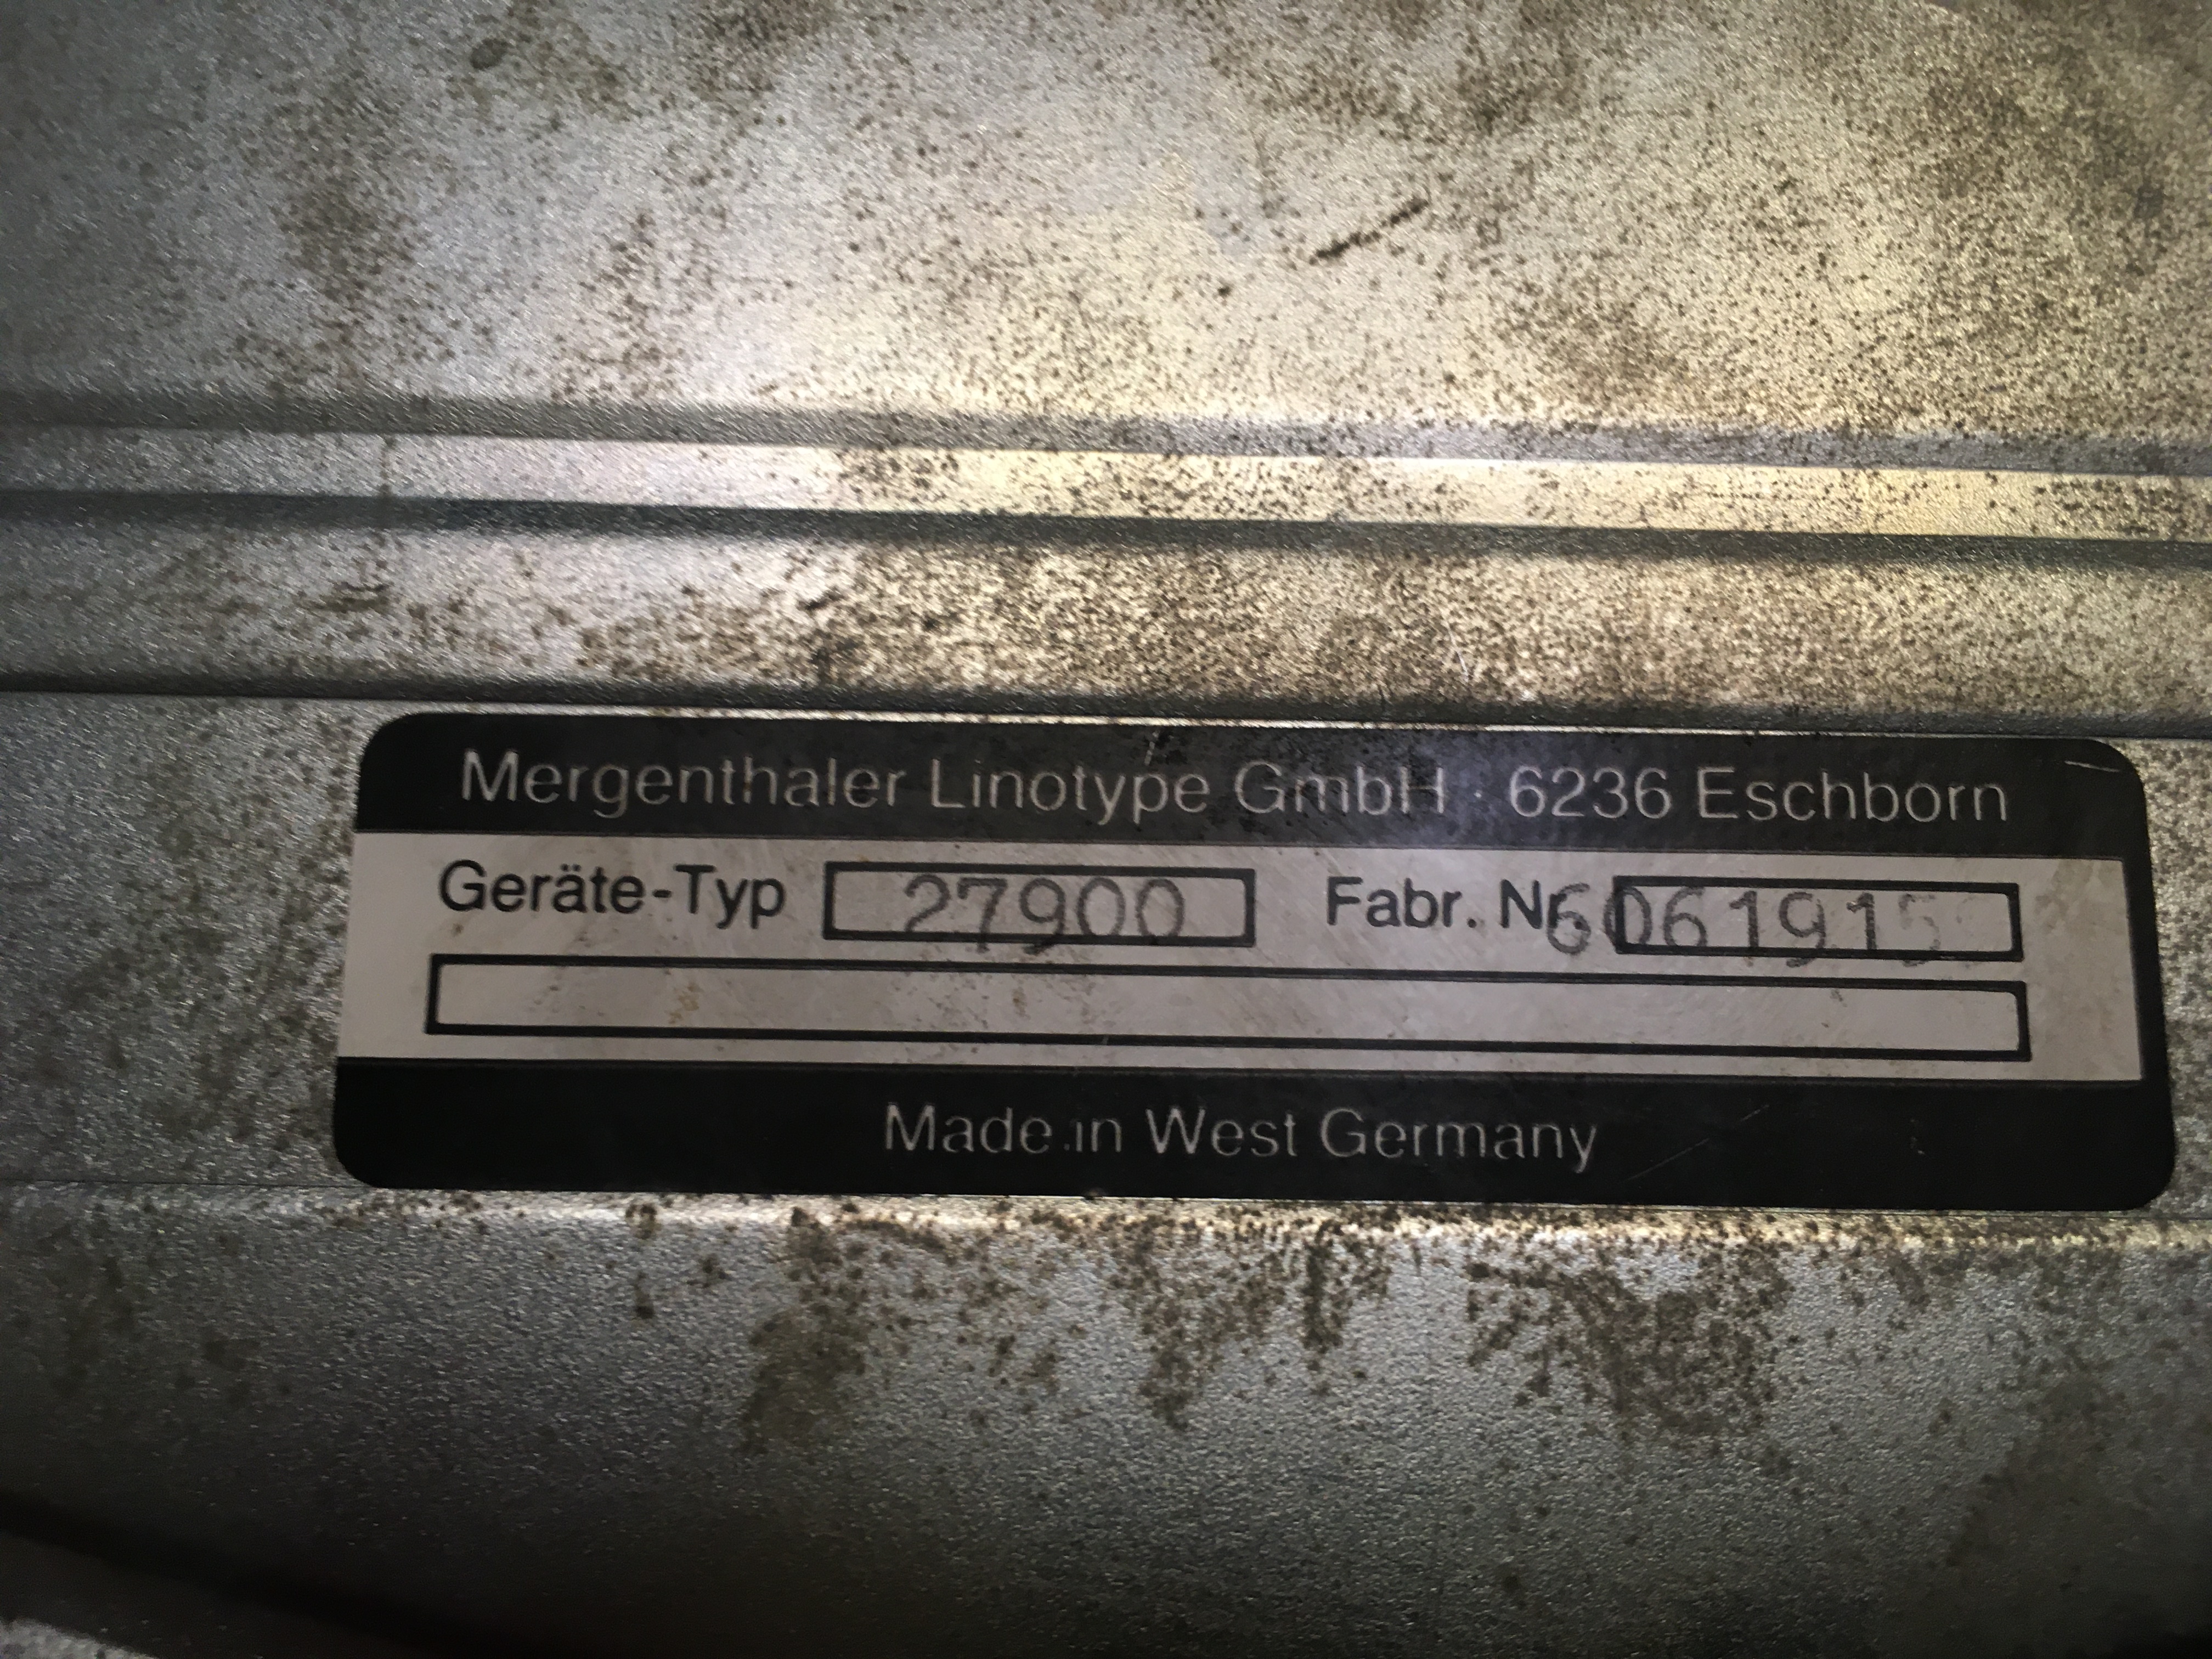 Mergenthaler Linotype GmbH · 6236 Eschborn
Geräte-Typ 27900 Fabr. Nr.
Made in West Germany